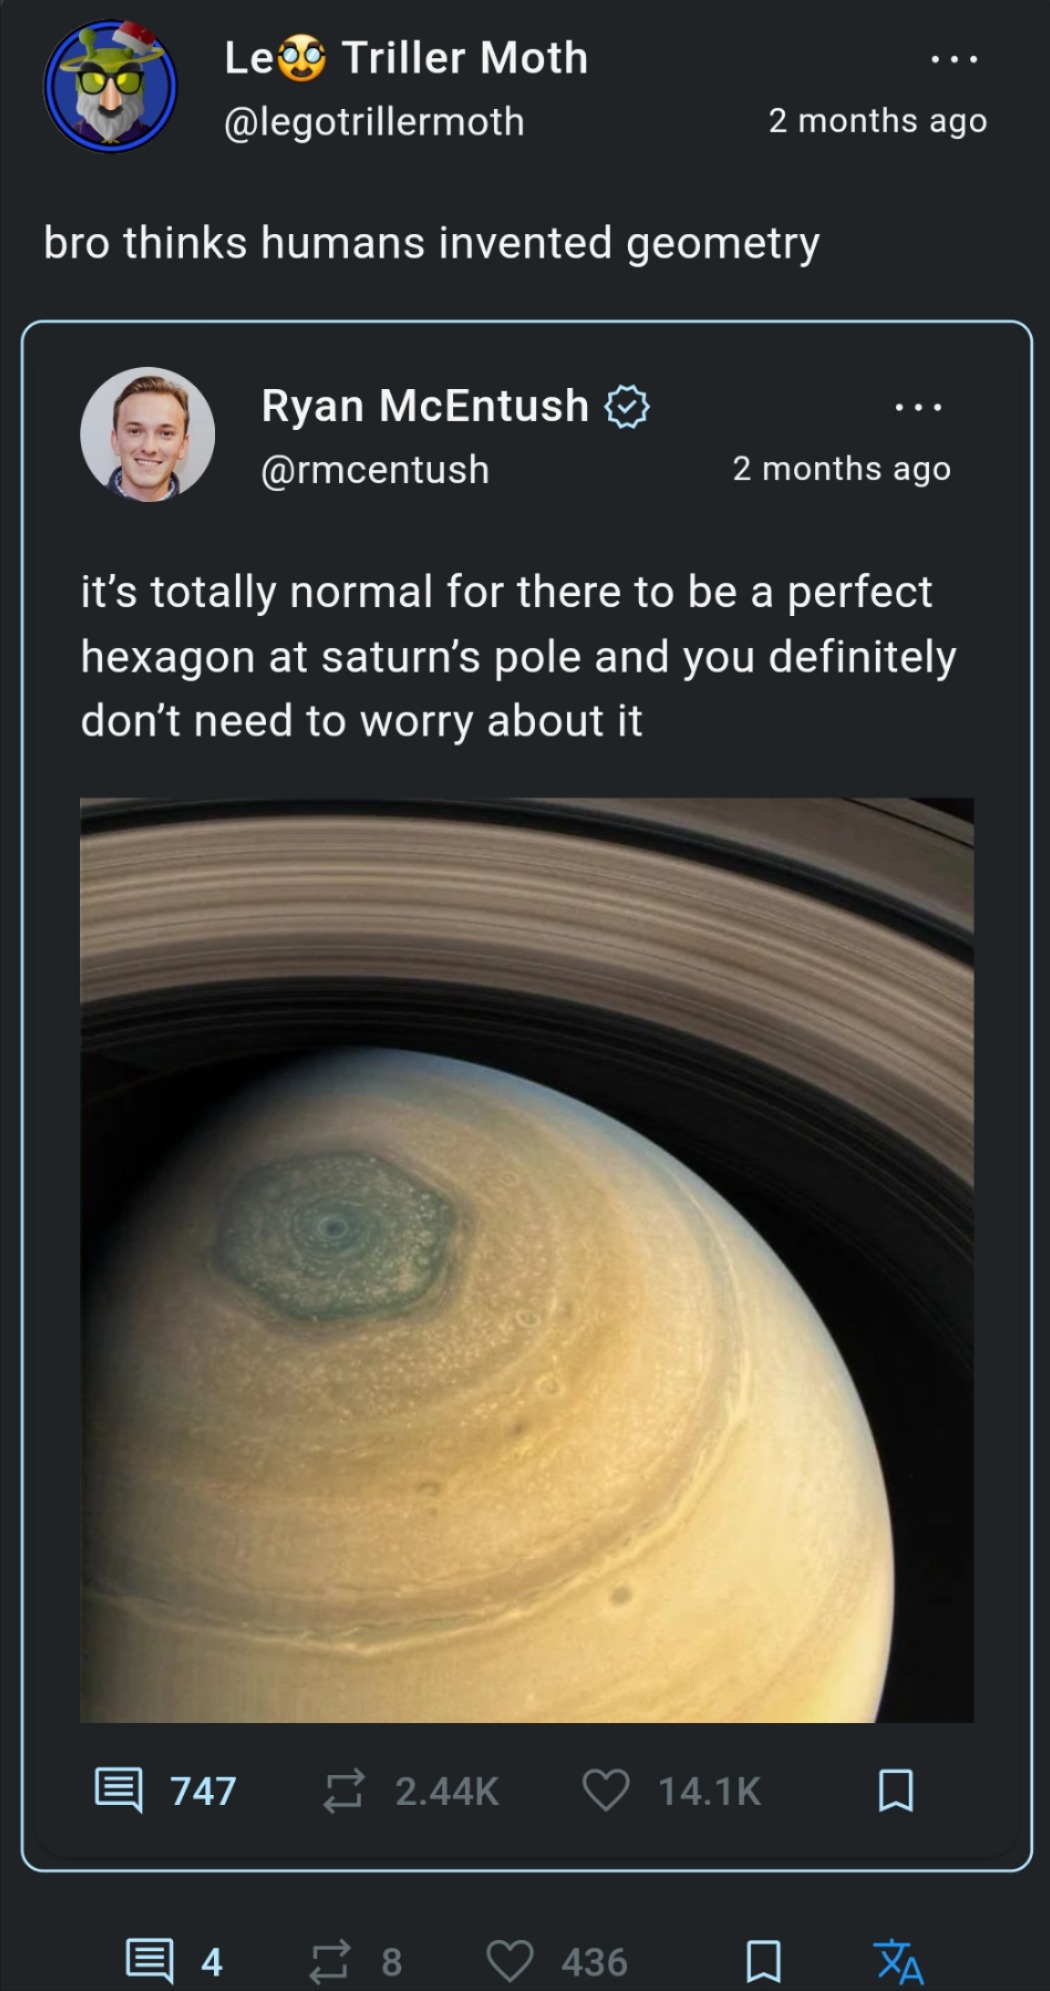 Le🥸 Triller Moth
@legotrillermoth
2 months ago
bro thinks humans invented geometry
Ryan McEntush
@rmcentush
2 months ago
it’s totally normal for there to be a perfect
hexagon at saturn’s pole and you definitely
don’t need to worry about it
747 2.44K 14.1K
4 8 436